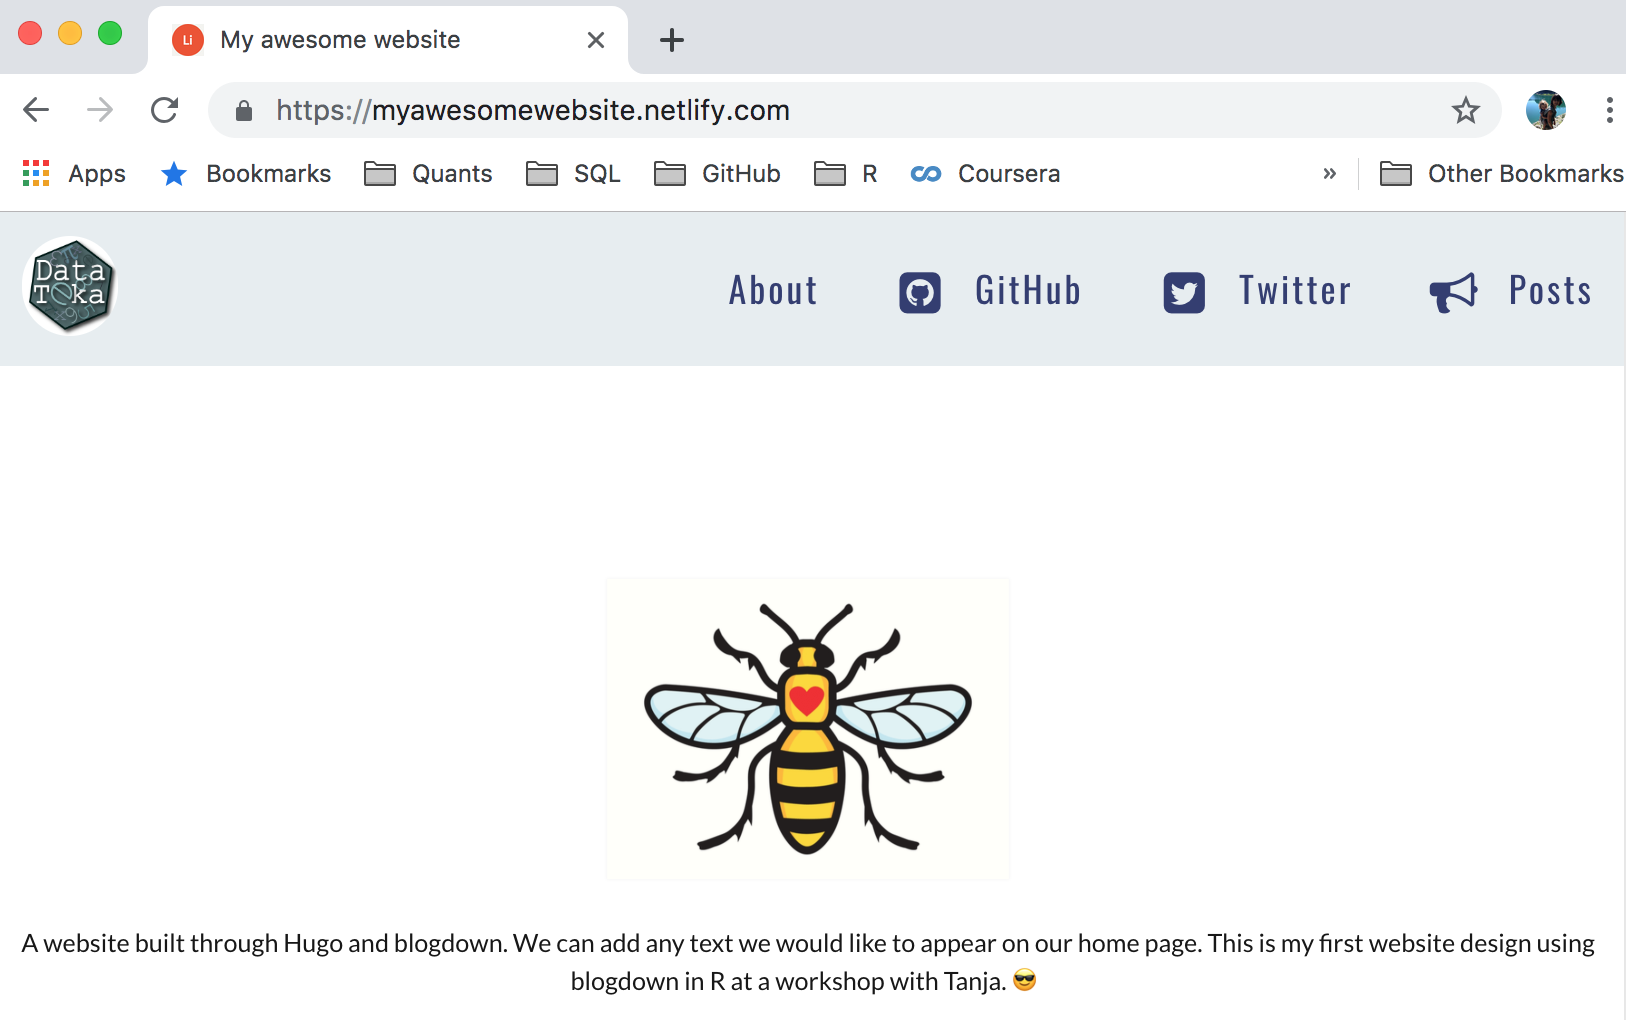 Li My awesome website
https://myawesomewebsite.netlify.com
Apps Bookmarks Quants SQL GitHub R Coursera » Other Bookmarks
Data
Teka
About GitHub Twitter Posts
A website built through Hugo and blogdown. We can add any text we would like to appear on our home page. This is my first website design using
blogdown in R at a workshop with Tanja. 😎